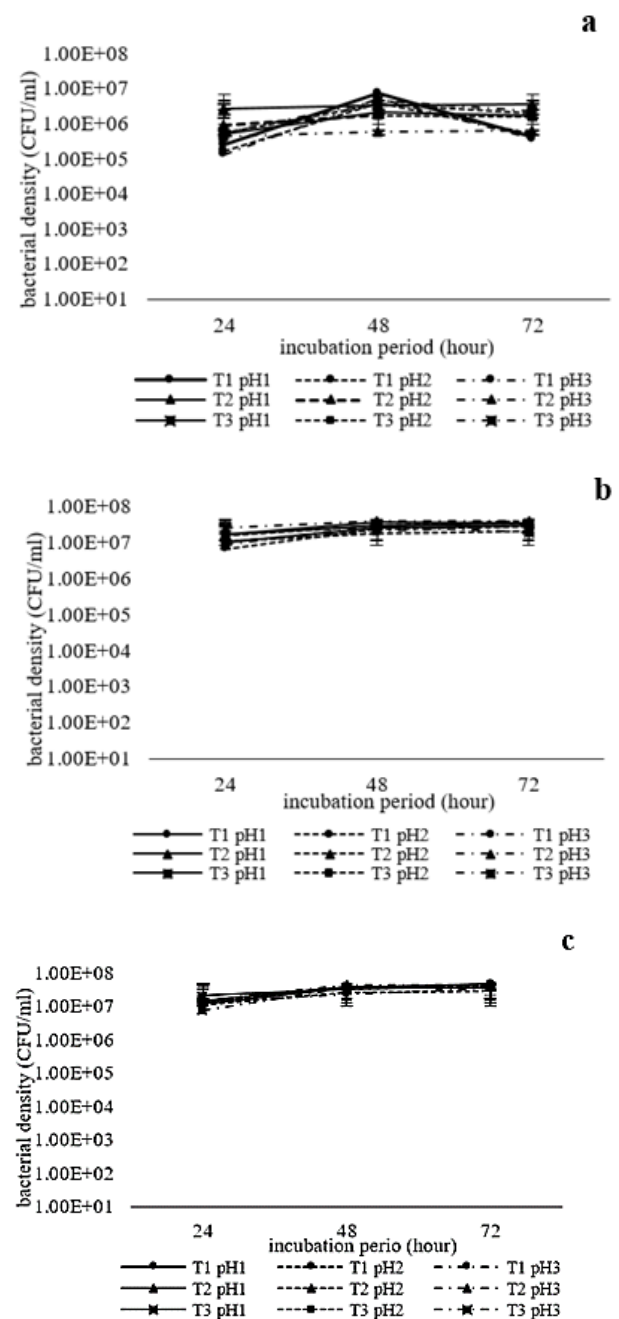 a
1.00E+08
1.00E+07
1.00E+06
1.00E+05
1.00E+04
1.00E+03
1.00E+02
1.00E+01
bacterial density (CFU/ml)
24 48 72
incubation period (hour)
T1 pH1 T1 pH2 T1 pH3
T2 pH1 T2 pH2 T2 pH3
T3 pH1 T3 pH2 T3 pH3
b
1.00E+08
1.00E+07
1.00E+06
1.00E+05
1.00E+04
1.00E+03
1.00E+02
1.00E+01
bacterial density (CFU/ml)
24 48 72
incubation period (hour)
T1 pH1 T1 pH2 T1 pH3
T2 pH1 T2 pH2 T2 pH3
T3 pH1 T3 pH2 T3 pH3
c
1.00E+08
1.00E+07
1.00E+06
1.00E+05
1.00E+04
1.00E+03
1.00E+02
1.00E+01
bacterial density (CFU/ml)
24 48 72
incubation perio (hour)
T1 pH1 T1 pH2 T1 pH3
T2 pH1 T2 pH2 T2 pH3
T3 pH1 T3 pH2 T3 pH3